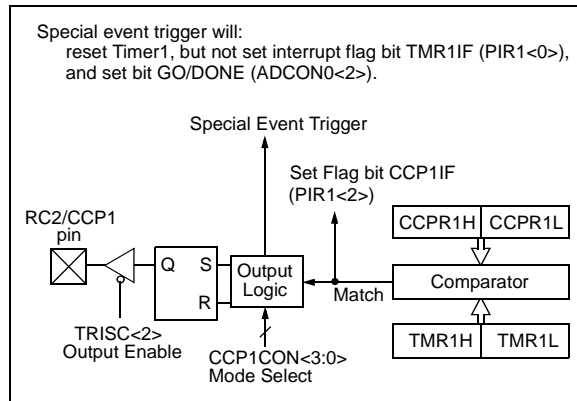 Special event trigger will:
reset Timer1, but not set interrupt flag bit TMR1IF (PIR1<0>),
and set bit GO/DONE (ADCON0<2>).
Special Event Trigger
Set Flag bit CCP1IF
(PIR1<2>)
RC2/CCP1
pin
CCPR1H CCPR1L
Q S
R
Output
Logic
Match
Comparator
TRISC<2>
Output Enable
CCP1CON<3:0>
Mode Select
TMR1H TMR1L